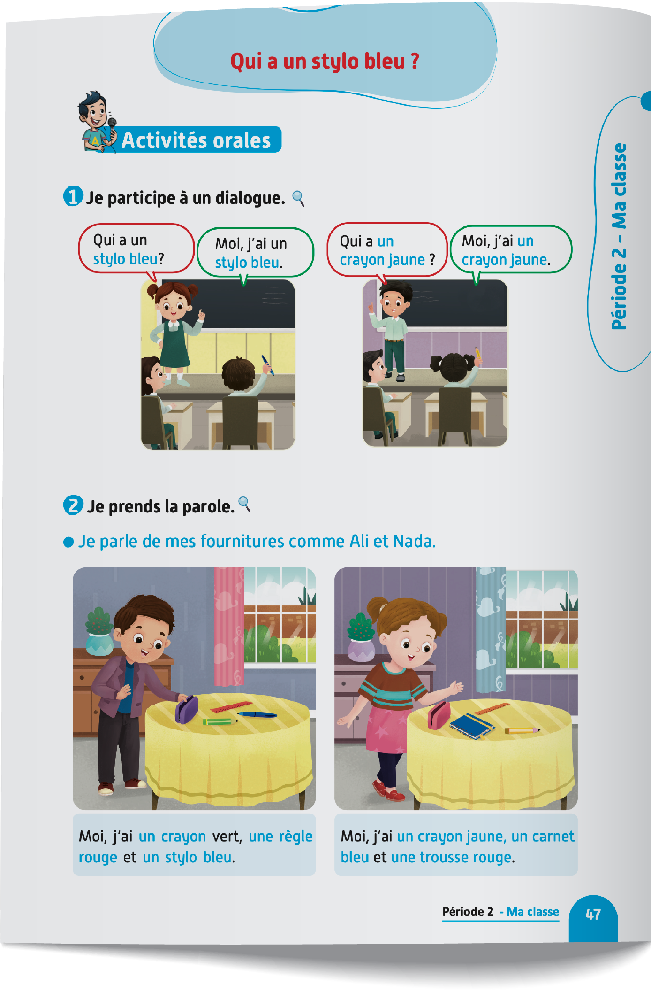 Qui a un stylo bleu ?
A
Activités orales
Période 2 - Ma classe
1 Je participe à un dialogue.
Qui a un
stylo bleu?
Moi, j'ai un
stylo bleu.
Qui a un
crayon jaune ?
Moi, j'ai un
crayon jaune.
2 Je prends la parole.
● Je parle de mes fournitures comme Ali et Nada.
Moi, j'ai un crayon vert, une règle
rouge et un stylo bleu.
Moi, j'ai un crayon jaune, un carnet
bleu et une trousse rouge.
Période 2 - Ma classe
47